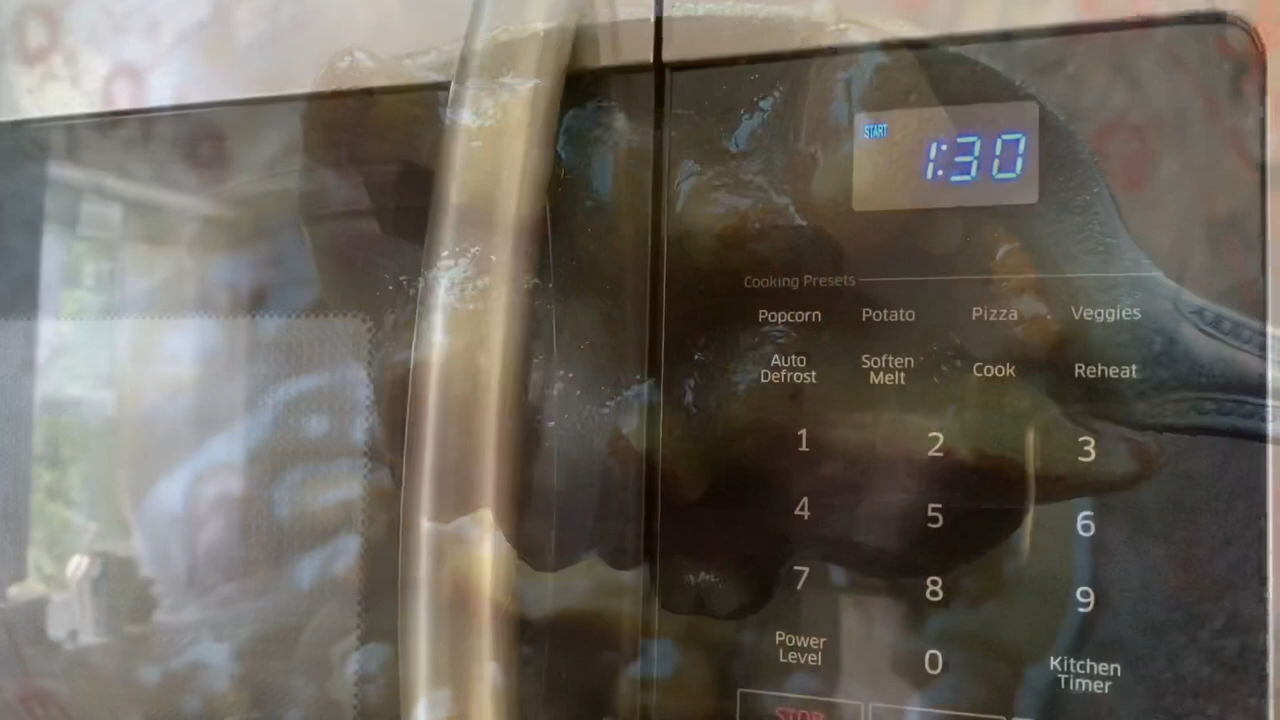 START
1:30
Cooking Presets
Popcorn Potato Pizza Veggies
Auto Defrost Soften Melt Cook Reheat
1 2 3
4 5 6
7 8 9
Power Level 0 Kitchen Timer
STOP